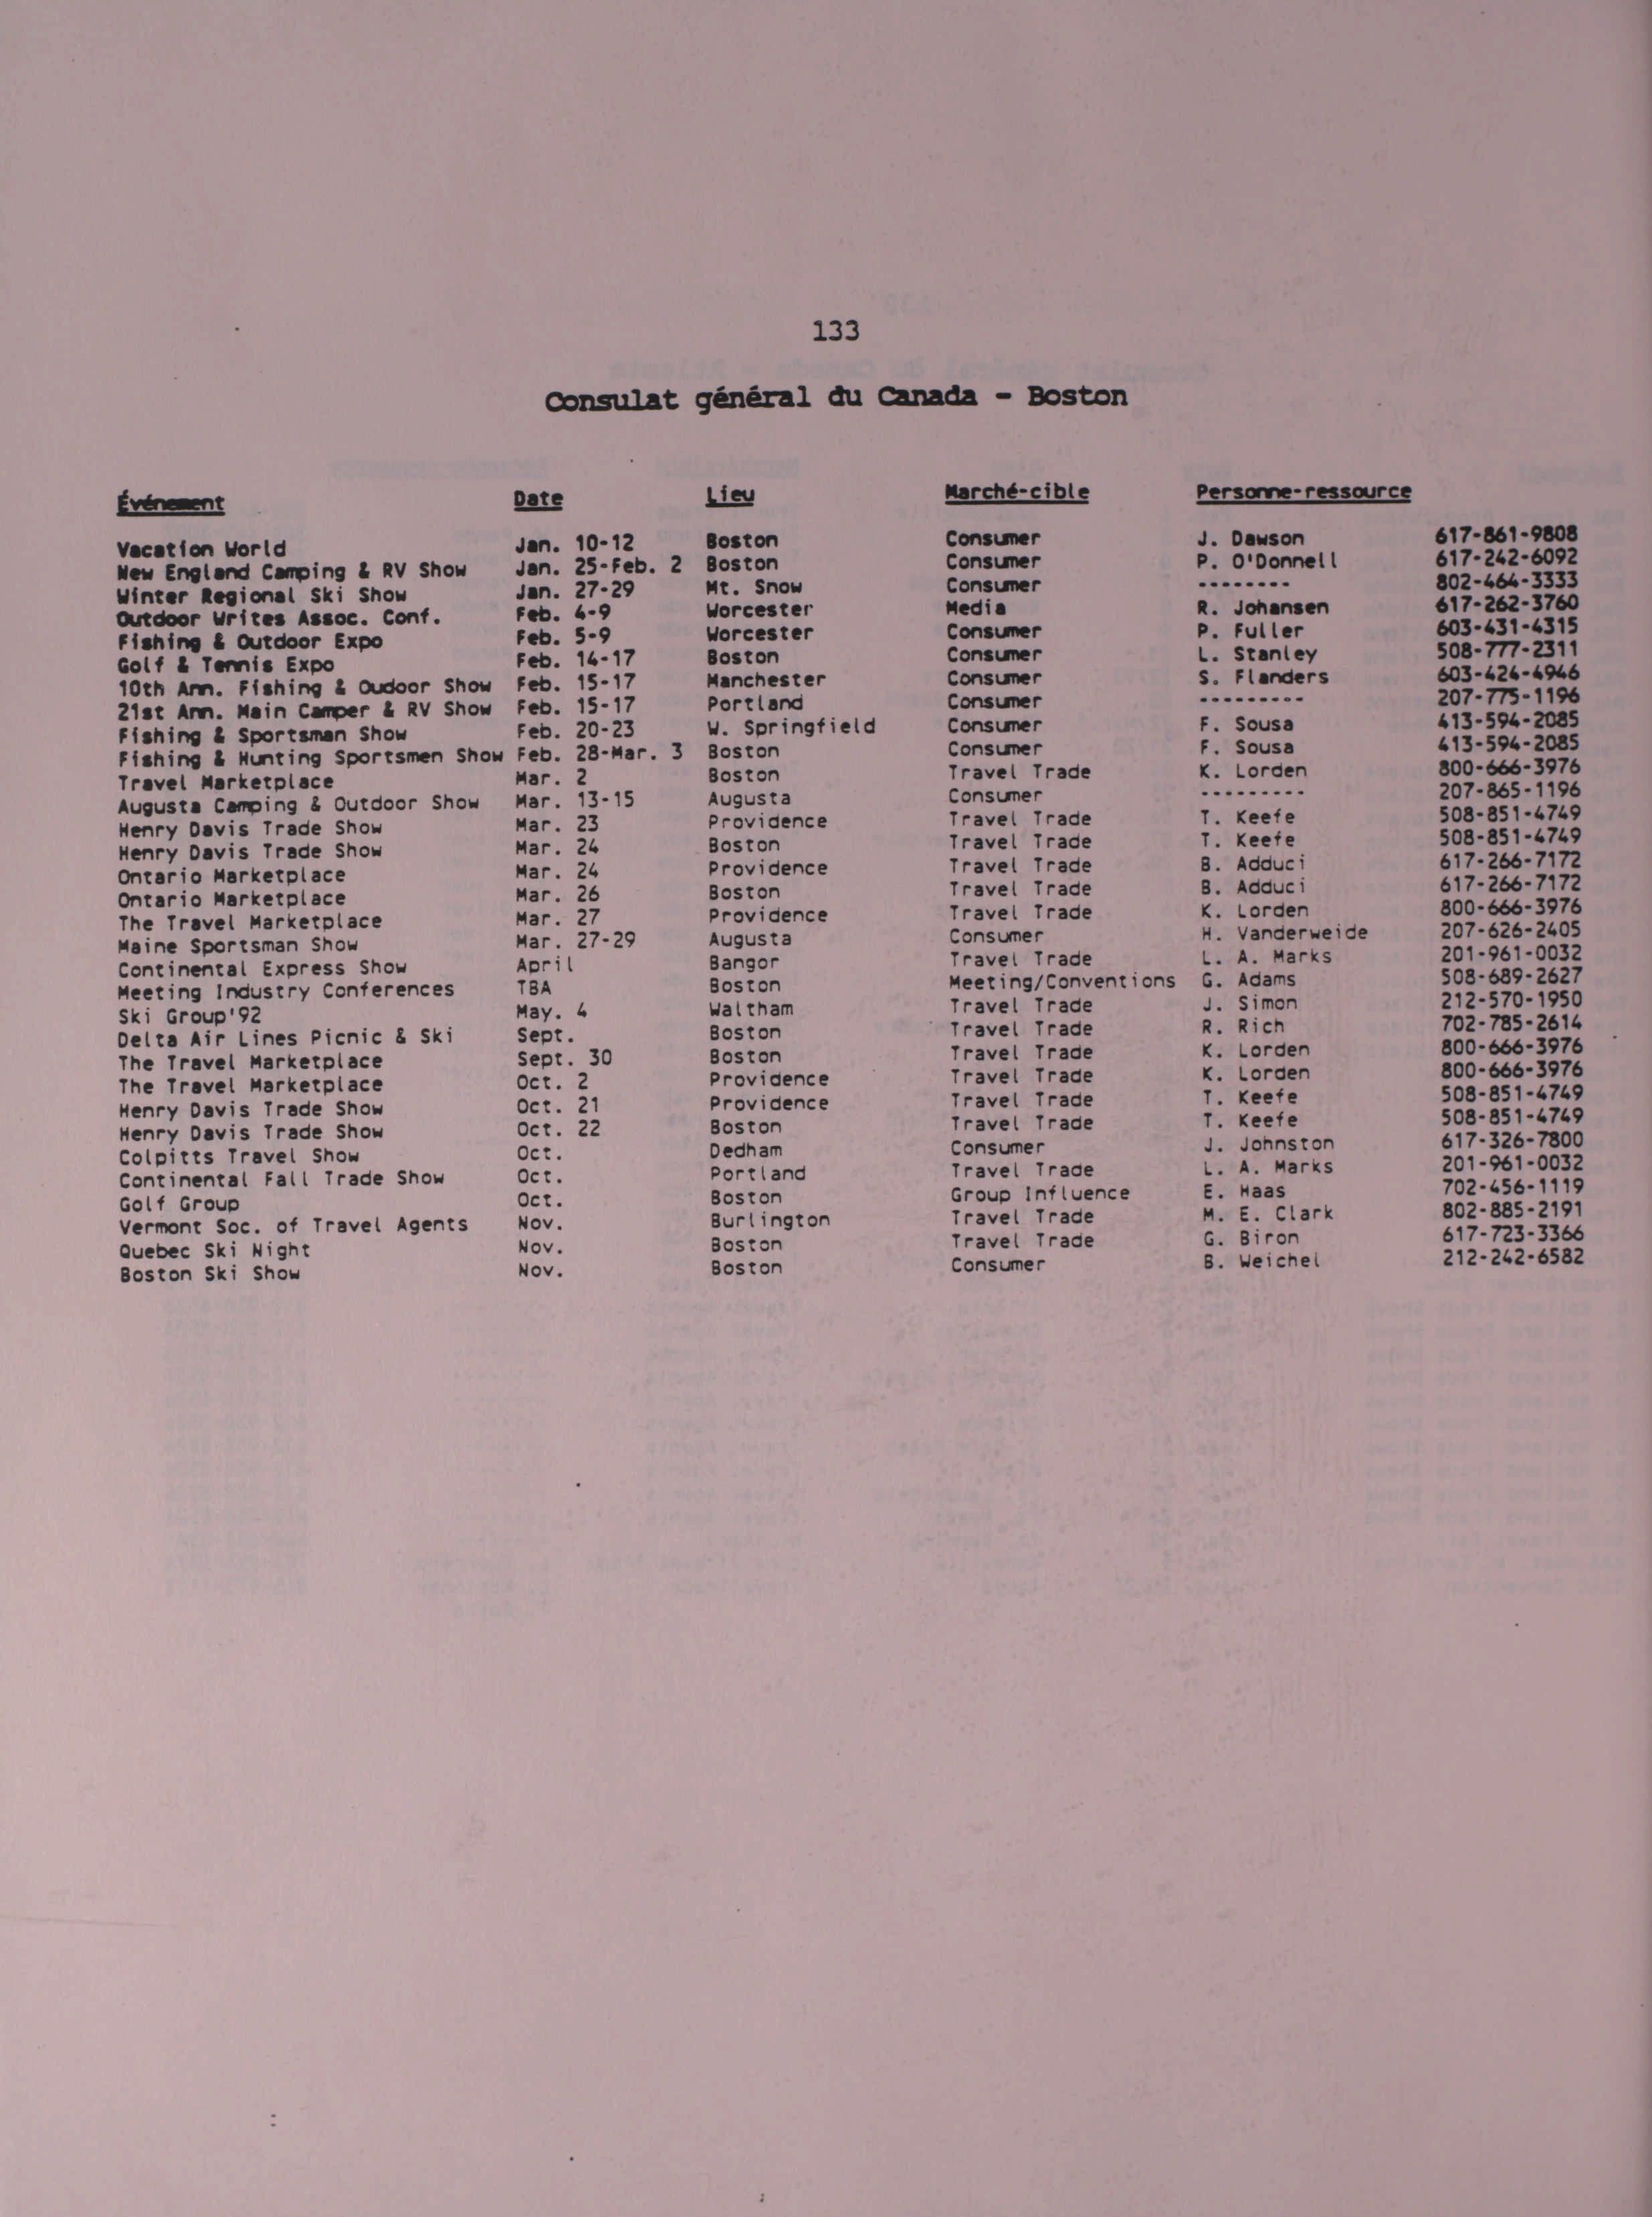 133
Consulat général du Canada - Boston
Événement Date Lieu Marché-cible Personne-ressource
Vacation World Jan. 10-12 Boston Consumer J. Dawson 617-861-9808
New England Camping & RV Show Jan. 25-Feb. 2 Boston Consumer P. O'Donnell 617-242-6092
Winter Regional Ski Show Jan. 27-29 Mt. Snow Consumer -------- 802-464-3333
Outdoor Writes Assoc. Conf. Feb. 4-9 Worcester Media R. Johansen 617-262-3760
Fishing & Outdoor Expo Feb. 5-9 Worcester Consumer P. Fuller 603-431-4315
Golf & Tennis Expo Feb. 14-17 Boston Consumer L. Stanley 508-777-2311
10th Ann. Fishing & Oudoor Show Feb. 15-17 Manchester Consumer S. Flanders 603-424-4946
21st Ann. Main Camper & RV Show Feb. 15-17 Portland Consumer --------- 207-775-1196
Fishing & Sportsman Show Feb. 20-23 W. Springfield Consumer F. Sousa 413-594-2085
Fishing & Hunting Sportsmen Show Feb. 28-Mar. 3 Boston Consumer F. Sousa 413-594-2085
Travel Marketplace Mar. 2 Boston Travel Trade K. Lorden 800-666-3976
Augusta Camping & Outdoor Show Mar. 13-15 Augusta Consumer --------- 207-865-1196
Henry Davis Trade Show Mar. 23 Providence Travel Trade T. Keefe 508-851-4749
Henry Davis Trade Show Mar. 24 Boston Travel Trade T. Keefe 508-851-4749
Ontario Marketplace Mar. 24 Providence Travel Trade B. Adduci 617-266-7172
Ontario Marketplace Mar. 26 Boston Travel Trade B. Adduci 617-266-7172
The Travel Marketplace Mar. 27 Providence Travel Trade K. Lorden 800-666-3976
Maine Sportsman Show Mar. 27-29 Augusta Consumer H. Vanderweide 207-626-2405
Continental Express Show April Bangor Travel Trade L. A. Marks 201-961-0032
Meeting Industry Conferences TBA Boston Meeting/Conventions G. Adams 508-689-2627
Ski Group'92 May. 4 Waltham Travel Trade J. Simon 212-570-1950
Delta Air Lines Picnic & Ski Sept. Boston Travel Trade R. Rich 702-785-2614
The Travel Marketplace Sept. 30 Boston Travel Trade K. Lorden 800-666-3976
The Travel Marketplace Oct. 2 Providence Travel Trade K. Lorden 800-666-3976
Henry Davis Trade Show Oct. 21 Providence Travel Trade T. Keefe 508-851-4749
Henry Davis Trade Show Oct. 22 Boston Travel Trade T. Keefe 508-851-4749
Colpitts Travel Show Oct. Dedham Consumer J. Johnston 617-326-7800
Continental Fall Trade Show Oct. Portland Travel Trade L. A. Marks 201-961-0032
Golf Group Oct. Boston Group Influence E. Haas 702-456-1119
Vermont Soc. of Travel Agents Nov. Burlington Travel Trade M. E. Clark 802-885-2191
Quebec Ski Night Nov. Boston Travel Trade G. Biron 617-723-3366
Boston Ski Show Nov. Boston Consumer B. Weichel 212-242-6582